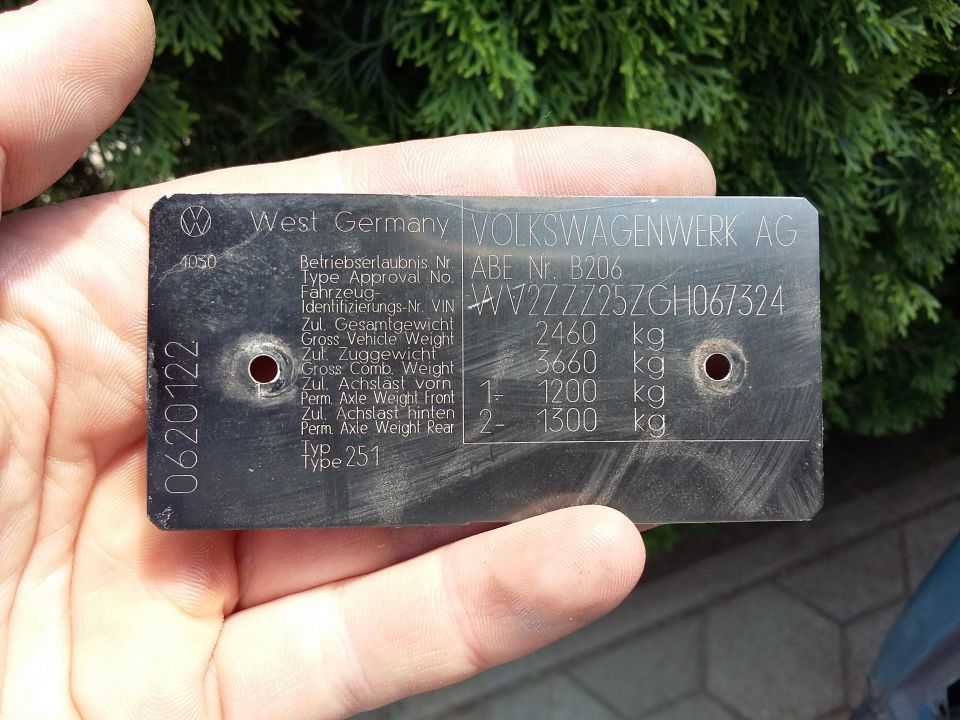 West Germany
VOLKSWAGENWERK AG
4030
Betriebserlaubnis Nr.
Type Approval No.
ABE Nr. B206
Fahrzeug-
Identifizierungs-Nr. VIN
WV2ZZZ25ZGH067324
Zul. Gesamtgewicht
Gross Vehicle Weight
2460 kg
Zul. Zuggewicht
Gross Comb. Weight
3660 kg
Zul. Achslast vorn
Perm. Axle Weight Front
1- 1200 kg
Zul. Achslast hinten
Perm. Axle Weight Rear
2- 1300 kg
Typ
Type 251
0620122